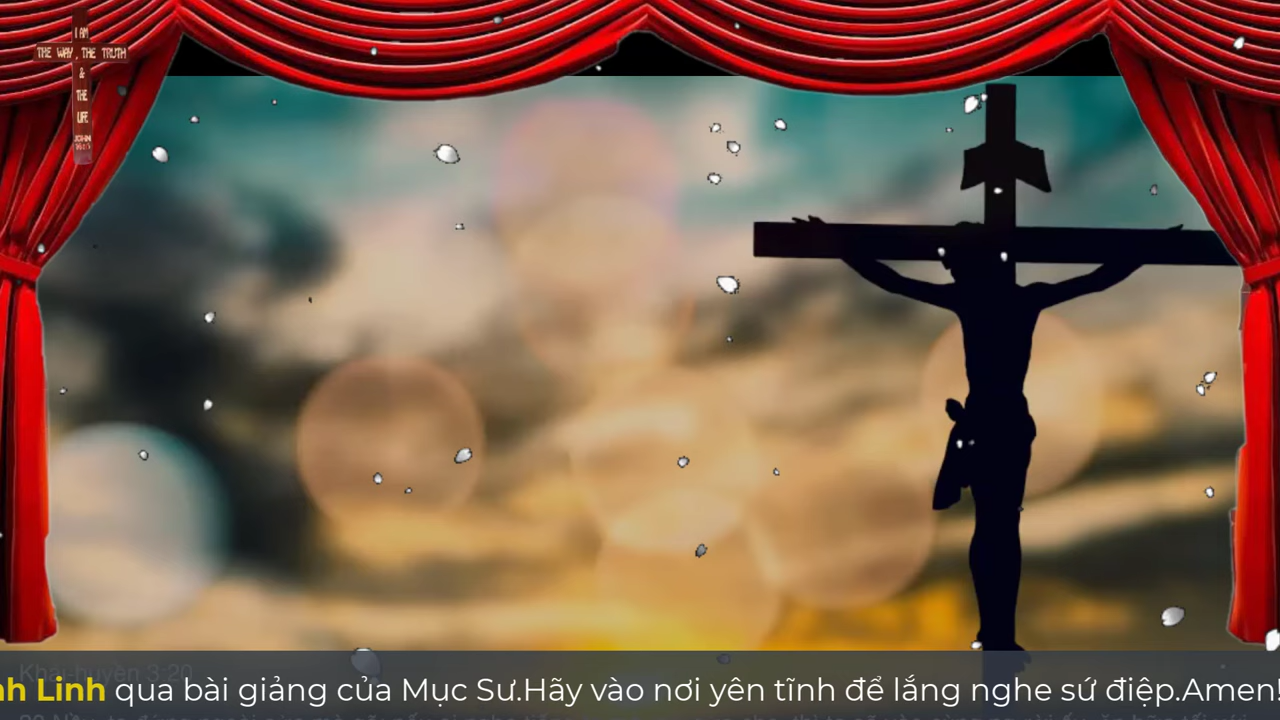 I AM
THE WAY, THE TRUTH
&
THE
LIFE
JOHN
Khải-huyền 3:20
nh Linh qua bài giảng của Mục Sư.Hãy vào nơi yên tĩnh để lắng nghe sứ điệp.Amen!